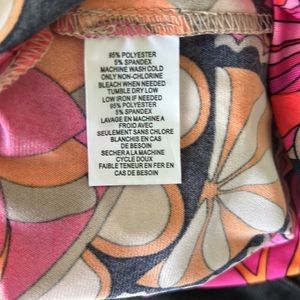 95% POLYESTER
5% SPANDEX
MACHINE WASH COLD
ONLY NON-CHLORINE
BLEACH WHEN NEEDED
TUMBLE DRY LOW
LOW IRON IF NEEDED
95% POLYESTER
5% SPANDEX
LAVAGE EN MACHINE A
FROID AVEC
SEULEMENT SANS CHLORE
BLANCHIS EN CAS
DE BESOIN
SECHER A LA MACHINE
CYCLE DOUX
FAIBLE TENEUR EN FER EN
CAS DE BESOIN